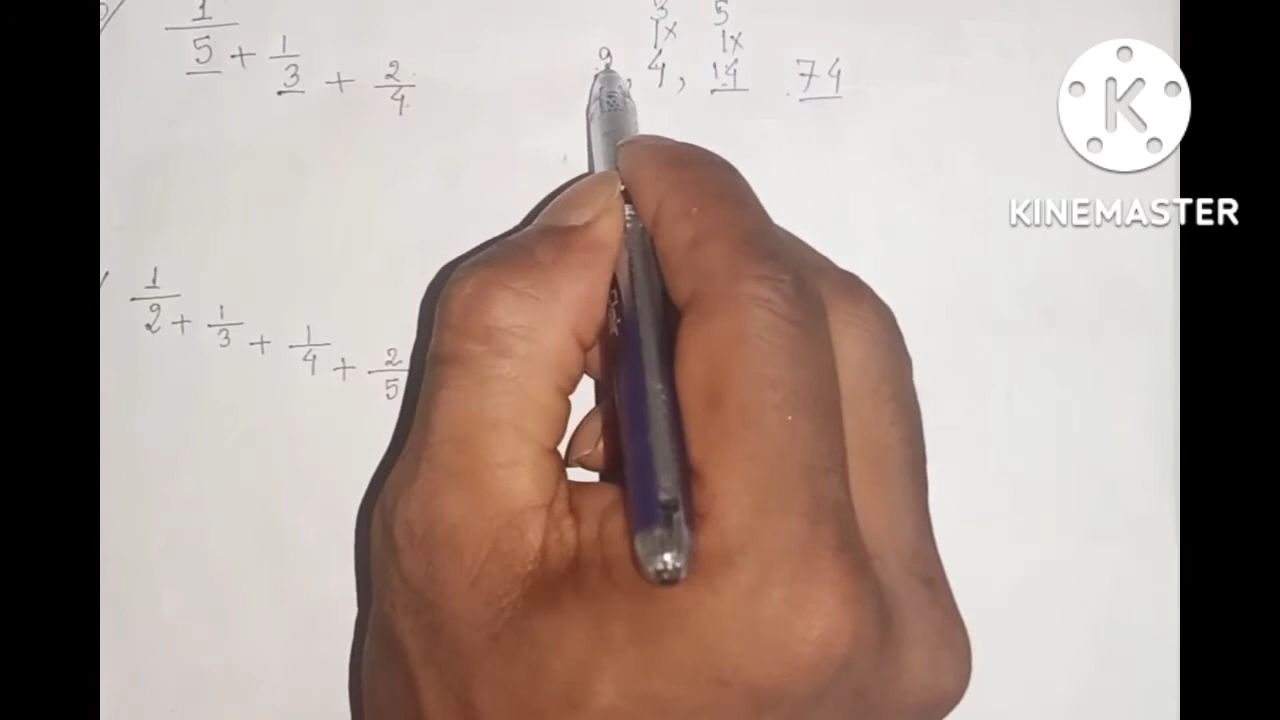 1/5 + 1/3 + 2/4
3 5
1x 1x
9, 4, 14 74
1/2 + 1/3 + 1/4 + 2/5
K
KINEMASTER